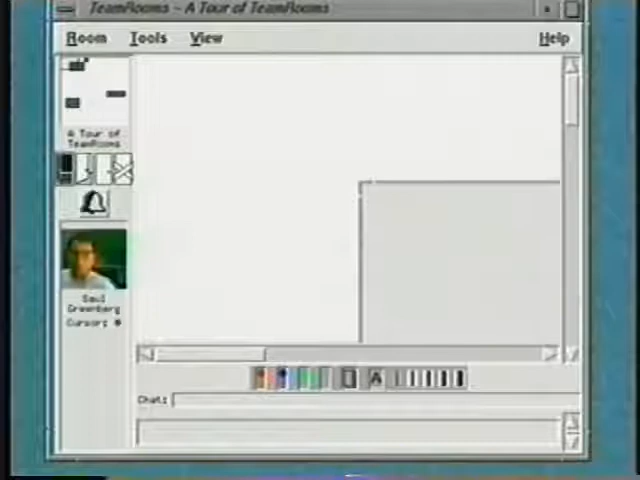 TeamRooms - A Tour of TeamRooms
Room Tools View Help
A Tour of
TeamRooms
Saul
Greenberg
Cursor:
A
Chat: